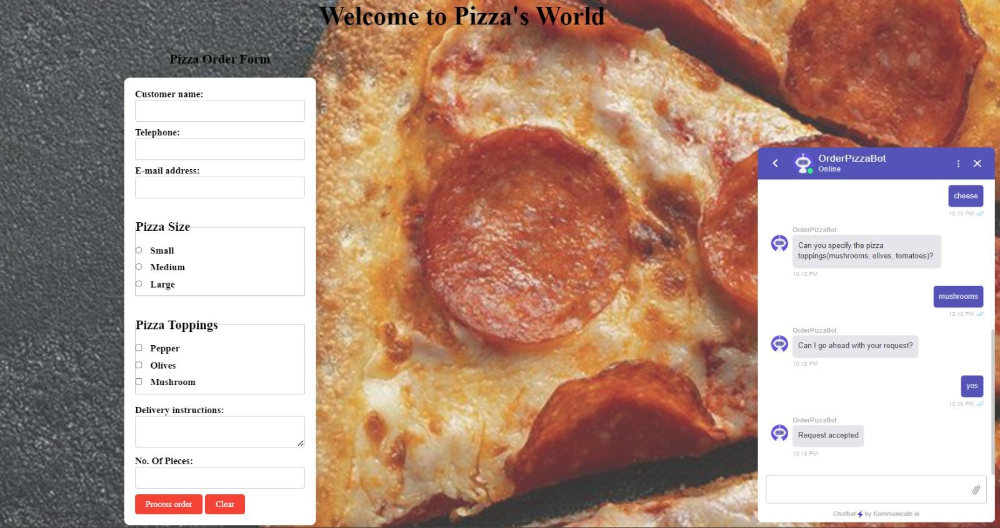 Welcome to Pizza's World
Pizza Order Form
Customer name:
Telephone:
E-mail address:
Pizza Size
Small
Medium
Large
Pizza Toppings
Pepper
Olives
Mushroom
Delivery instructions:
No. Of Pieces:
Process order Clear
OrderPizzaBot
Online
cheese
10:18 PM
OrderPizzaBot
Can you specify the pizza
toppings(mushrooms, olives, tomatoes)?
10:18 PM
mushrooms
10:18 PM
OrderPizzaBot
Can I go ahead with your request?
10:18 PM
yes
10:18 PM
OrderPizzaBot
Request accepted
10:18 PM
Chatbot by Kommunicate.io